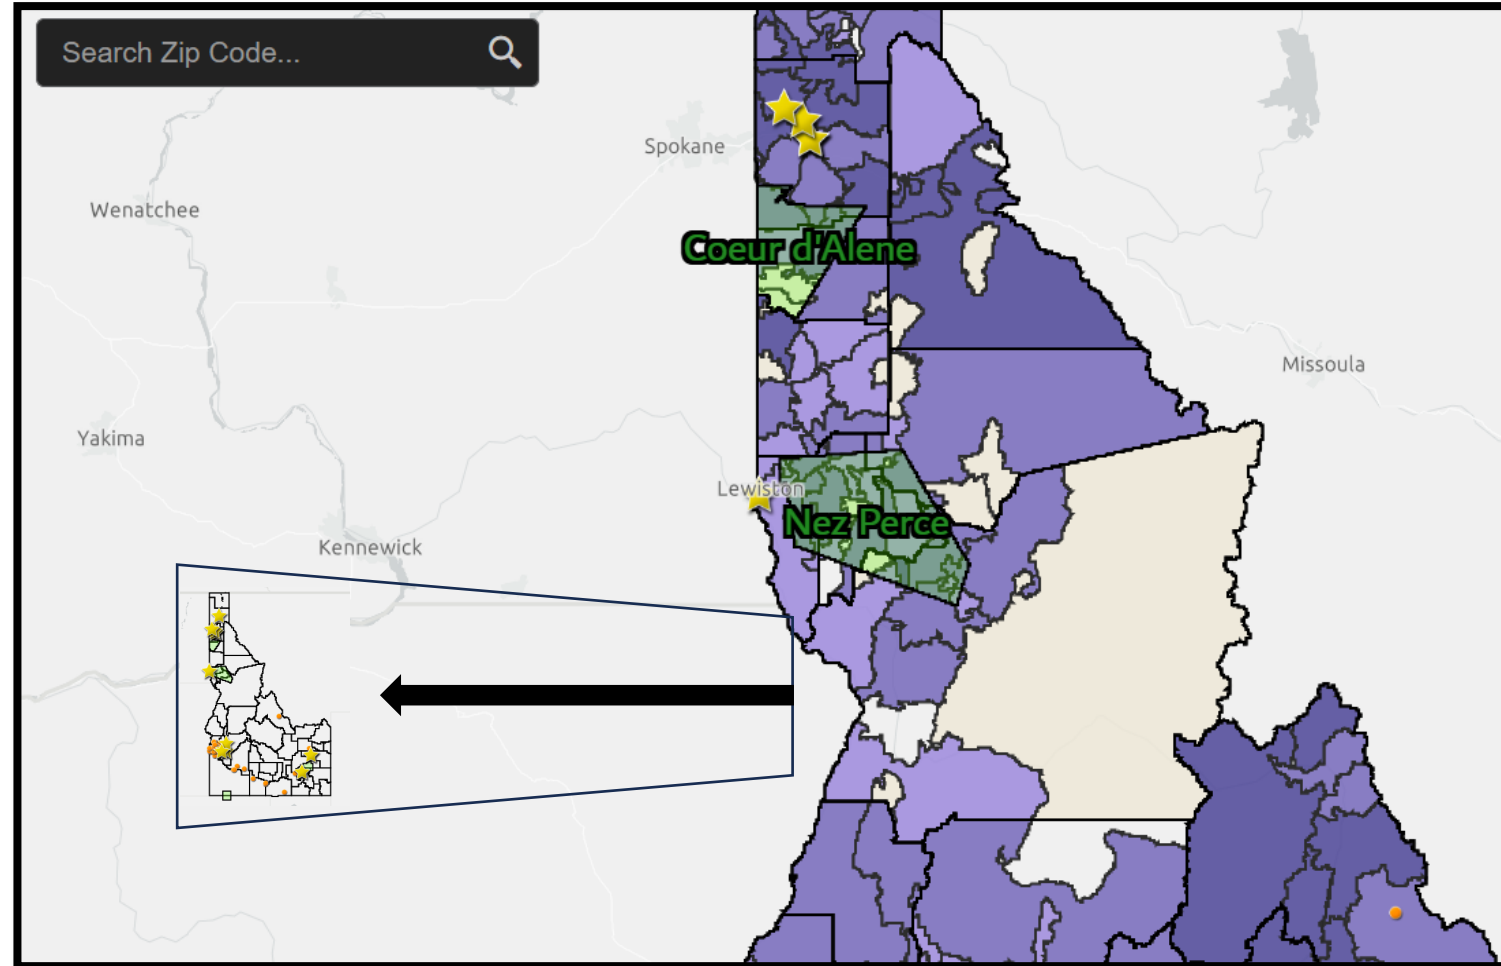 Search Zip Code...
Spokane
Wenatchee
Coeur d'Alene
Missoula
Yakima
Lewiston
Nez Perce
Kennewick